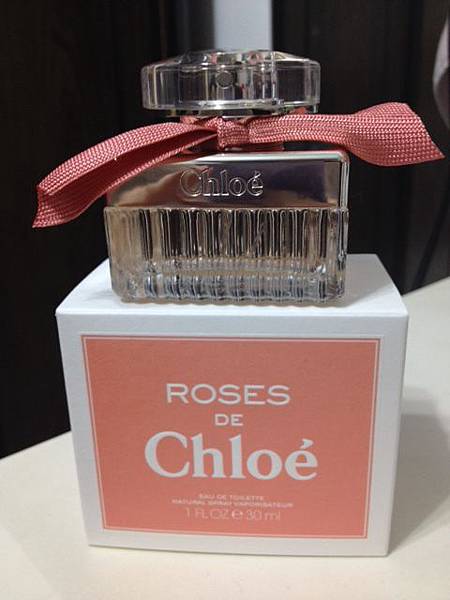 Chloé
ROSES
DE
Chloé
EAU DE TOILETTE
NATURAL SPRAY VAPORISATEUR
1 FL OZ ℮ 30 ml